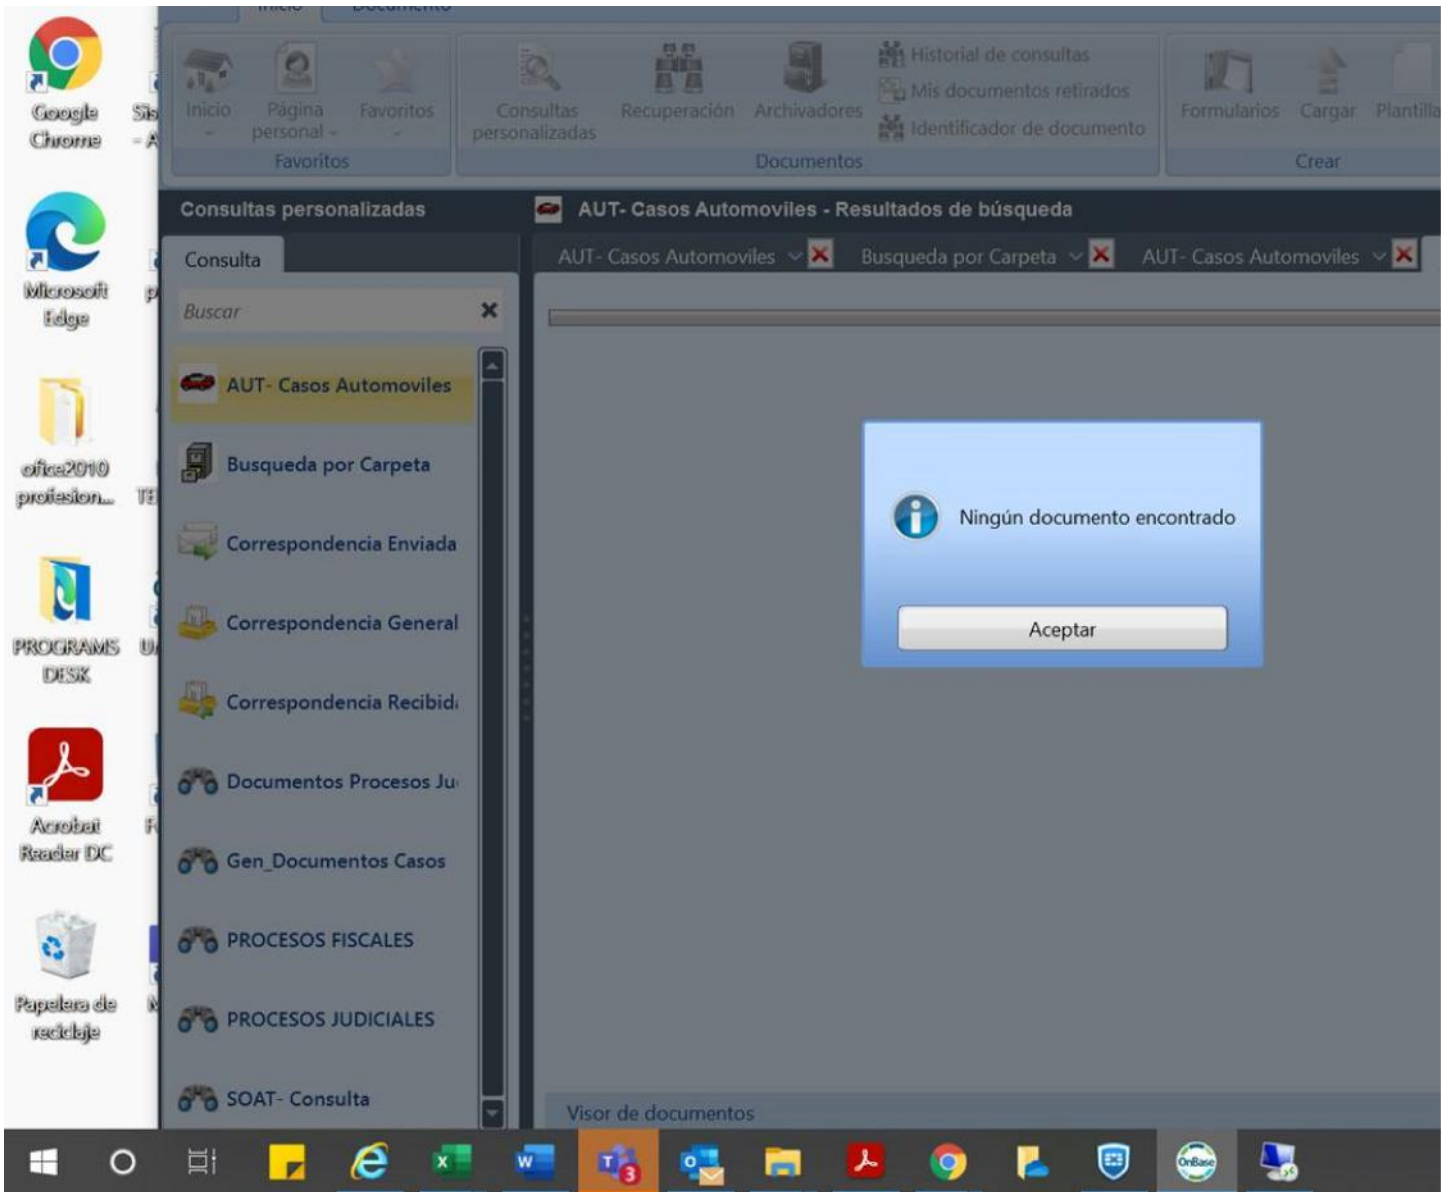 Inicio Documento
Historial de consultas
Mis documentos retirados
Identificador de documento
Inicio
Página personal
Favoritos
Consultas personalizadas
Recuperación
Archivadores
Formularios
Cargar
Favoritos
Documentos
Crear
Consultas personalizadas
AUT- Casos Automoviles - Resultados de búsqueda
Consulta
AUT- Casos Automoviles
Busqueda por Carpeta
AUT- Casos Automoviles
Buscar
AUT- Casos Automoviles
Busqueda por Carpeta
Correspondencia Enviada
Correspondencia General
Correspondencia Recibid
Documentos Procesos Ju
Gen_Documentos Casos
PROCESOS FISCALES
PROCESOS JUDICIALES
SOAT- Consulta
Ningún documento encontrado
Aceptar
Visor de documentos
Google
Chrome
Microsoft
Edge
ofice2010
profesion...
PROGRAMS
DESK
Acrobat
Reader DC
Papelera de
reciclaje
3
OnBase